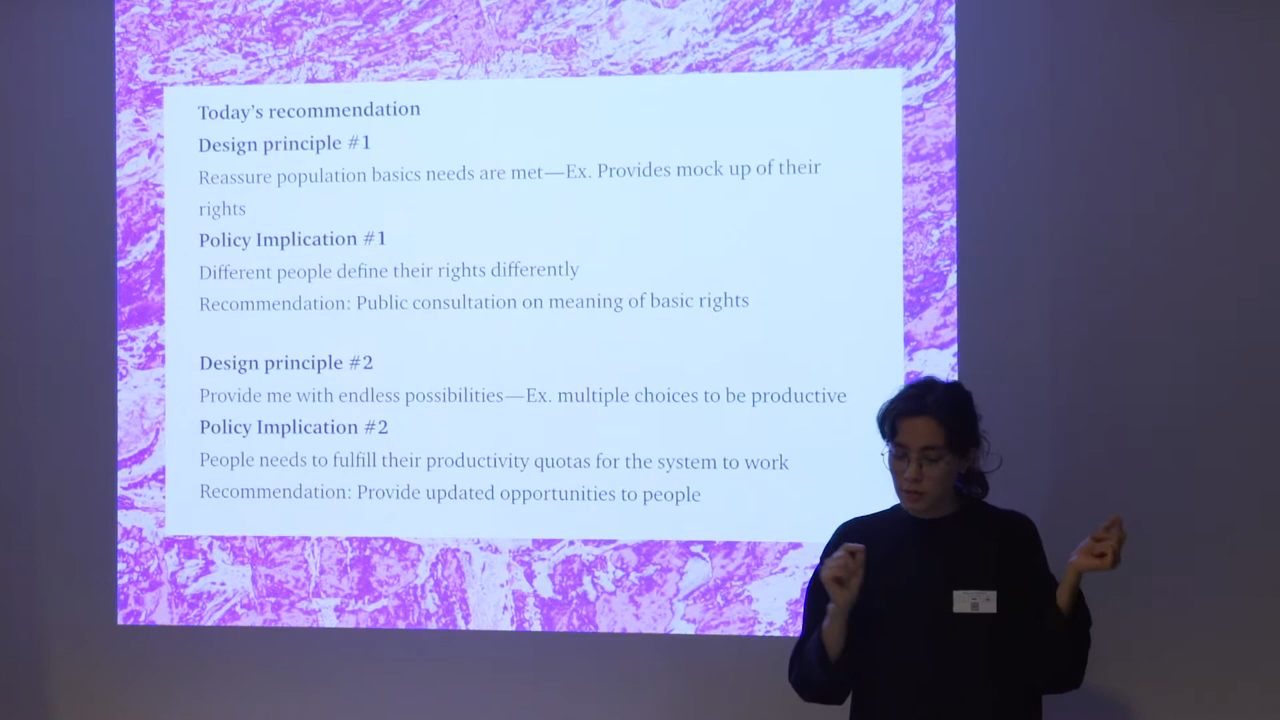 Today's recommendation
Design principle #1
Reassure population basics needs are met—Ex. Provides mock up of their
rights
Policy Implication #1
Different people define their rights differently
Recommendation: Public consultation on meaning of basic rights
Design principle #2
Provide me with endless possibilities—Ex. multiple choices to be productive
Policy Implication #2
People needs to fulfill their productivity quotas for the system to work
Recommendation: Provide updated opportunities to people